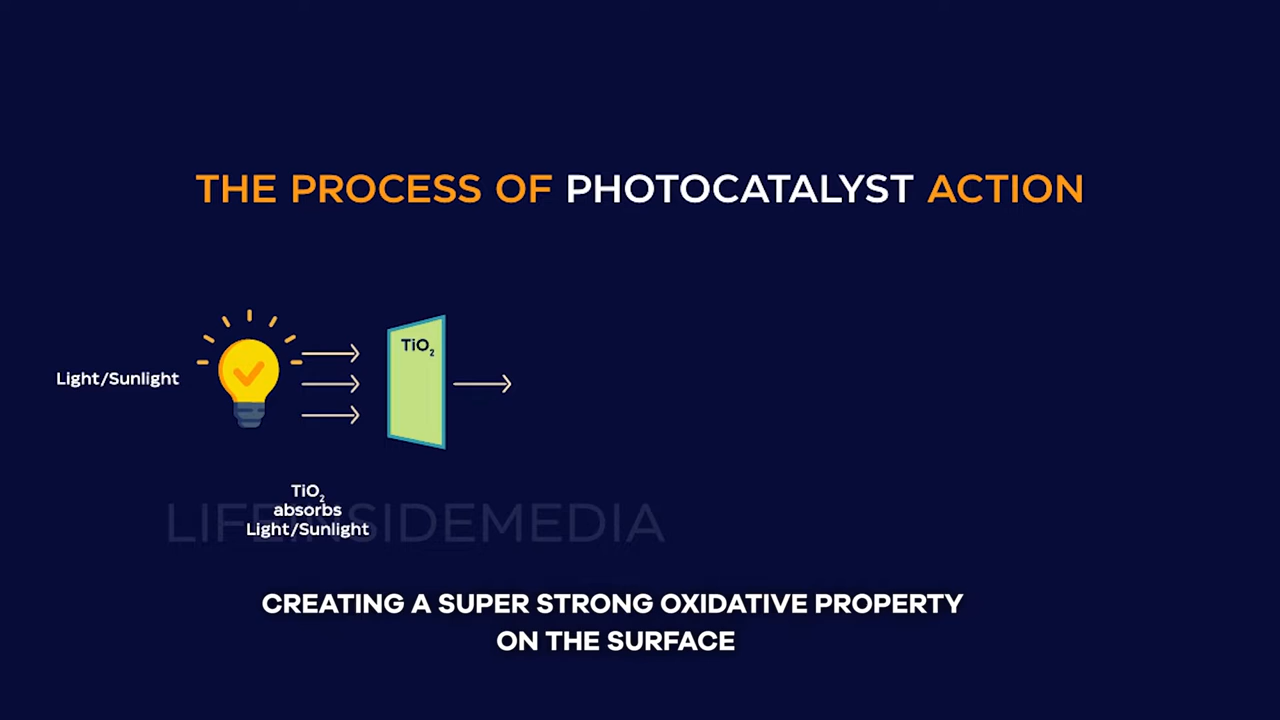 THE PROCESS OF PHOTOCATALYST ACTION
Light/Sunlight
TiO₂
TiO₂
absorbs
Light/Sunlight
LIFEINSIDEMEDIA
CREATING A SUPER STRONG OXIDATIVE PROPERTY
ON THE SURFACE